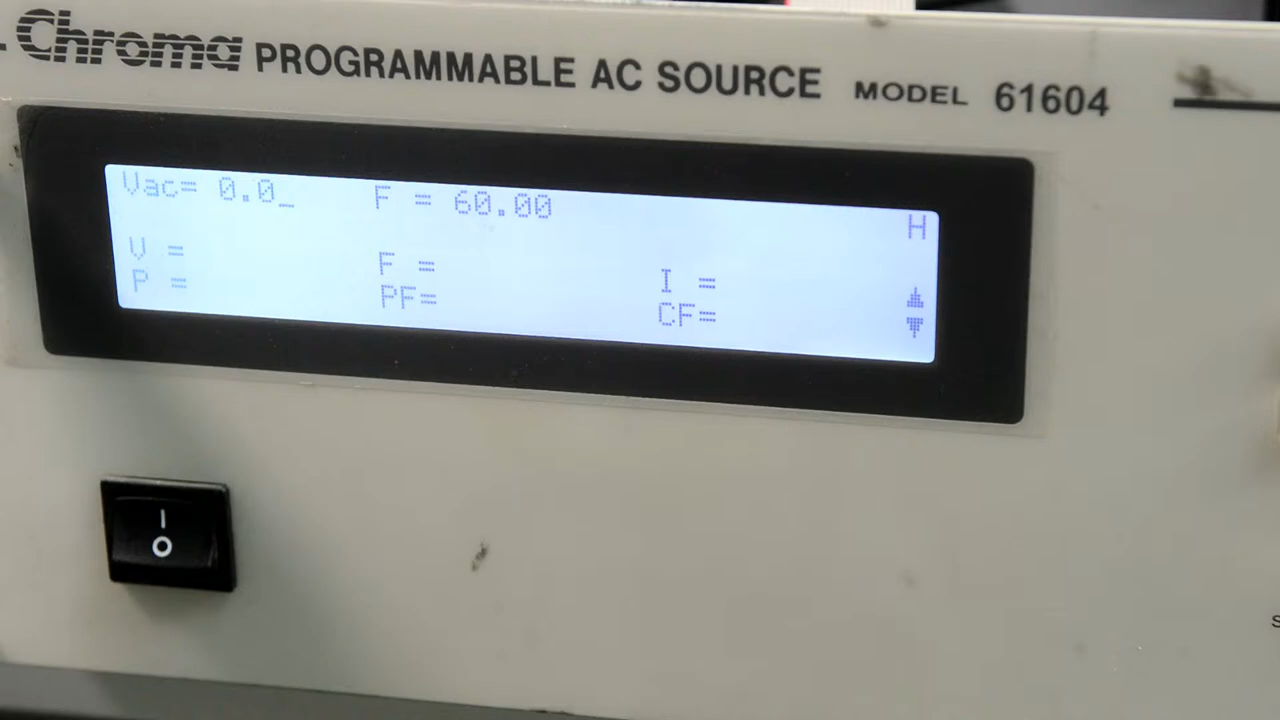 Chroma PROGRAMMABLE AC SOURCE MODEL 61604
Vac= 0.0_ F = 60.00 H
V = F = I =
P = PF= CF=